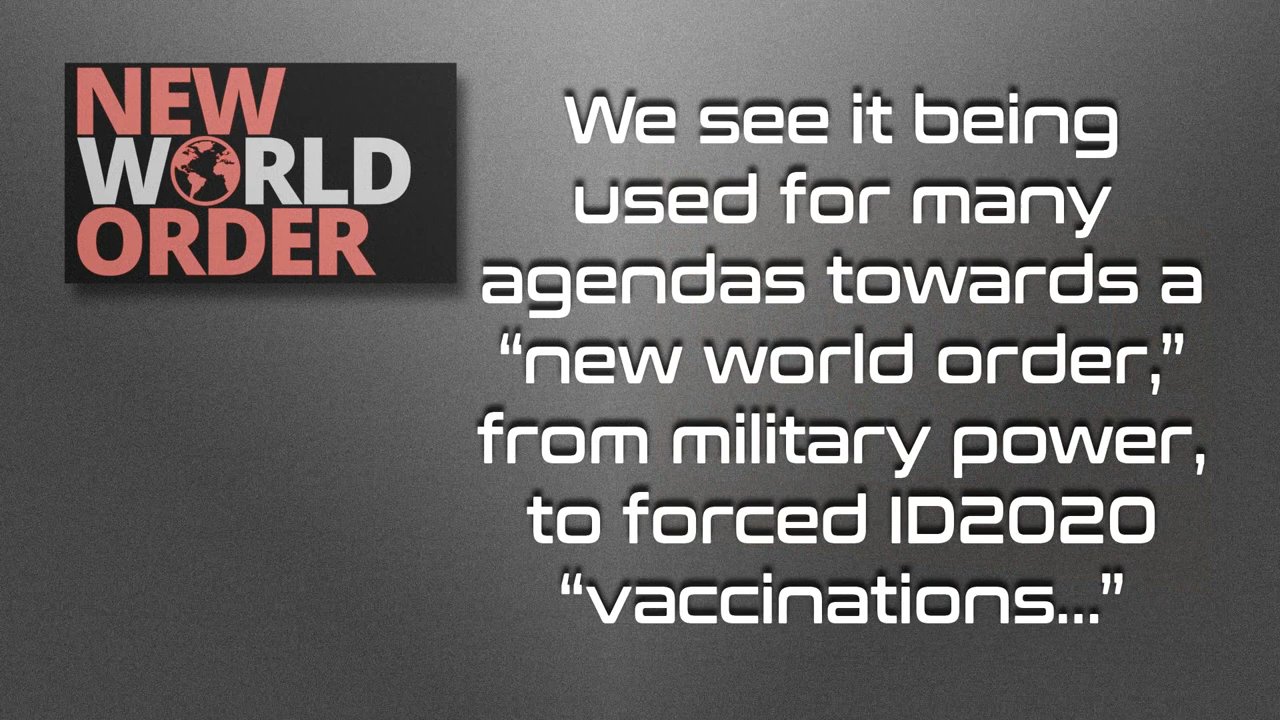 NEW
WORLD
ORDER
We see it being
used for many
agendas towards a
“new world order,”
from military power,
to forced ID2020
“vaccinations...”